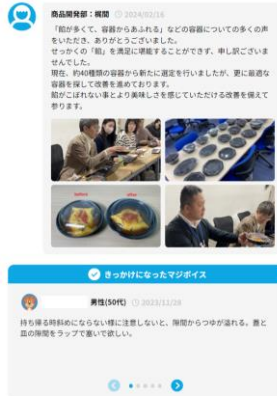 商品開発部：梶間 2024/02/16
「餡が多くて、容器からあふれる」などの容器についての多くの声
をいただき、ありがとうございました。
せっかくの「餡」を満足に堪能することができず、申し訳ございま
せんでした。
現在、約40種類の容器から新たに選定を行いましたが、更に最適な
容器を探して改善を進めております。
餡がこぼれない事とより美味しさを感じていただける改善を備えて
参ります。
before
after
きっかけになったマジボイス
男性(50代) 2023/11/28
持ち帰る時斜めにならない様に注意しないと、隙間からつゆが溢れる。蓋と
皿の隙間をラップで塞いで欲しい。